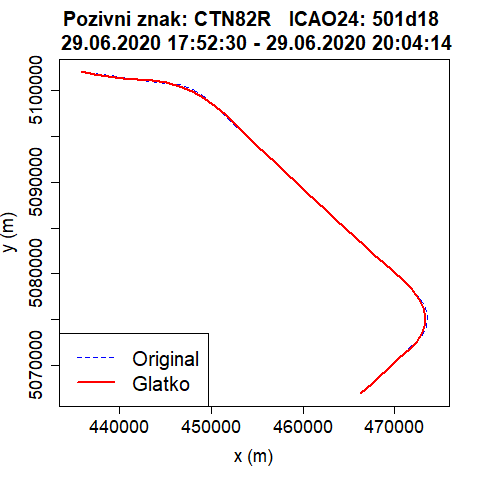 Pozivni znak: CTN82R   ICAO24: 501d18
29.06.2020 17:52:30 - 29.06.2020 20:04:14
5100000
5090000
5080000
5070000
y (m)
Original
Glatko
440000 450000 460000 470000
x (m)